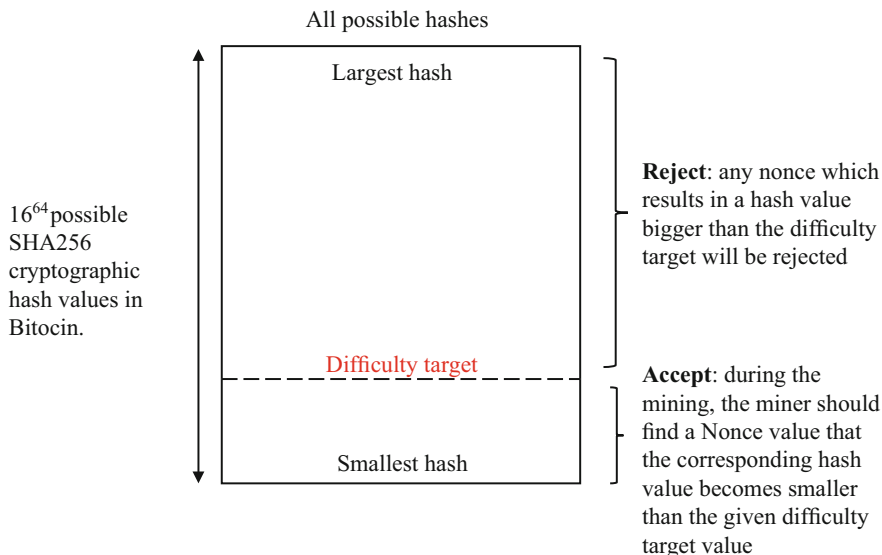 All possible hashes
Largest hash
16⁶⁴ possible
SHA256
cryptographic
hash values in
Bitocin.
Reject: any nonce which
results in a hash value
bigger than the difficulty
target will be rejected
Difficulty target
Accept: during the
mining, the miner should
find a Nonce value that
the corresponding hash
value becomes smaller
than the given difficulty
target value
Smallest hash